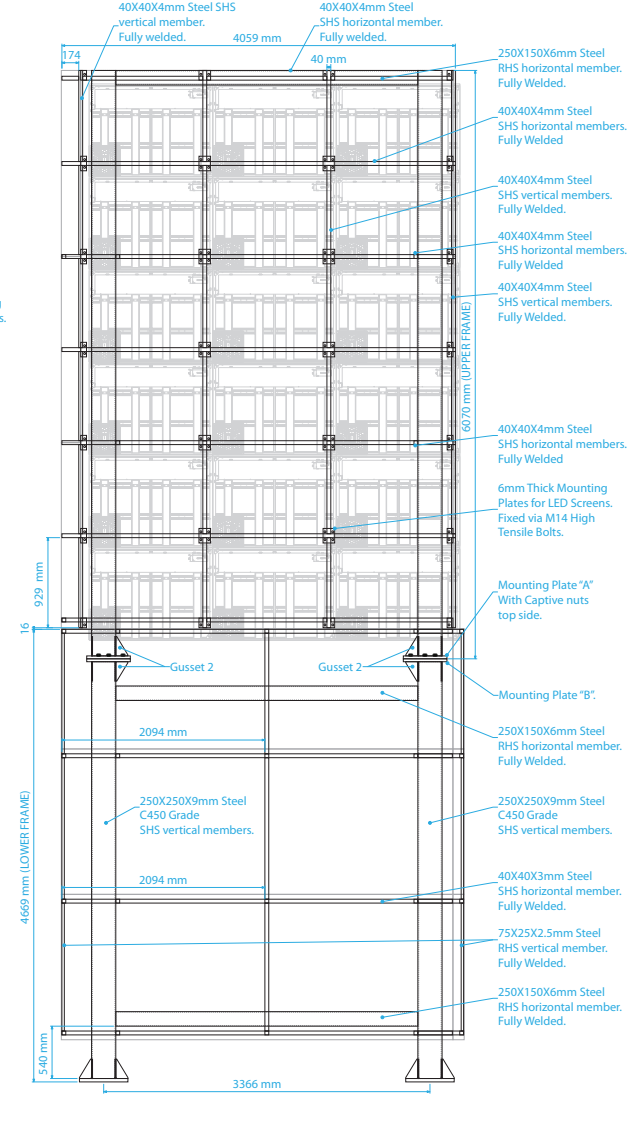 40X40X4mm Steel SHS
vertical member.
Fully welded.
40X40X4mm Steel
SHS horizontal member.
Fully welded.
4059 mm
174
40 mm
250X150X6mm Steel
RHS horizontal member.
Fully Welded.
40X40X4mm Steel
SHS horizontal members.
Fully Welded
40X40X4mm Steel
SHS vertical members.
Fully Welded.
40X40X4mm Steel
SHS horizontal members.
Fully Welded
40X40X4mm Steel
SHS vertical members.
Fully Welded.
s.
6070 mm (UPPER FRAME)
40X40X4mm Steel
SHS horizontal members.
Fully Welded
6mm Thick Mounting
Plates for LED Screens.
Fixed via M14 High
Tensile Bolts.
929 mm
16
Mounting Plate "A"
With Captive nuts
top side.
Gusset 2
Gusset 2
Mounting Plate "B".
2094 mm
250X150X6mm Steel
RHS horizontal member.
Fully Welded.
250X250X9mm Steel
C450 Grade
SHS vertical members.
250X250X9mm Steel
C450 Grade
SHS vertical members.
4669 mm (LOWER FRAME)
2094 mm
40X40X3mm Steel
SHS horizontal member.
Fully Welded.
75X25X2.5mm Steel
RHS vertical member.
Fully Welded.
250X150X6mm Steel
RHS horizontal member.
Fully Welded.
540 mm
3366 mm